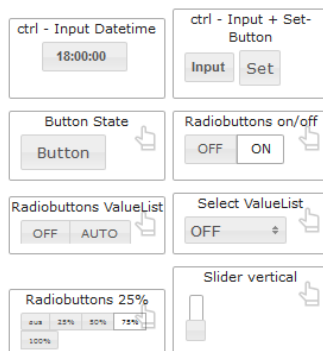 ctrl - Input Datetime
18:00:00
ctrl - Input + Set-
Button
Input Set
Button State
Button
Radiobuttons on/off
OFF ON
Radiobuttons ValueList
OFF AUTO
Select ValueList
OFF
Radiobuttons 25%
aus 25% 50% 75%
100%
Slider vertical